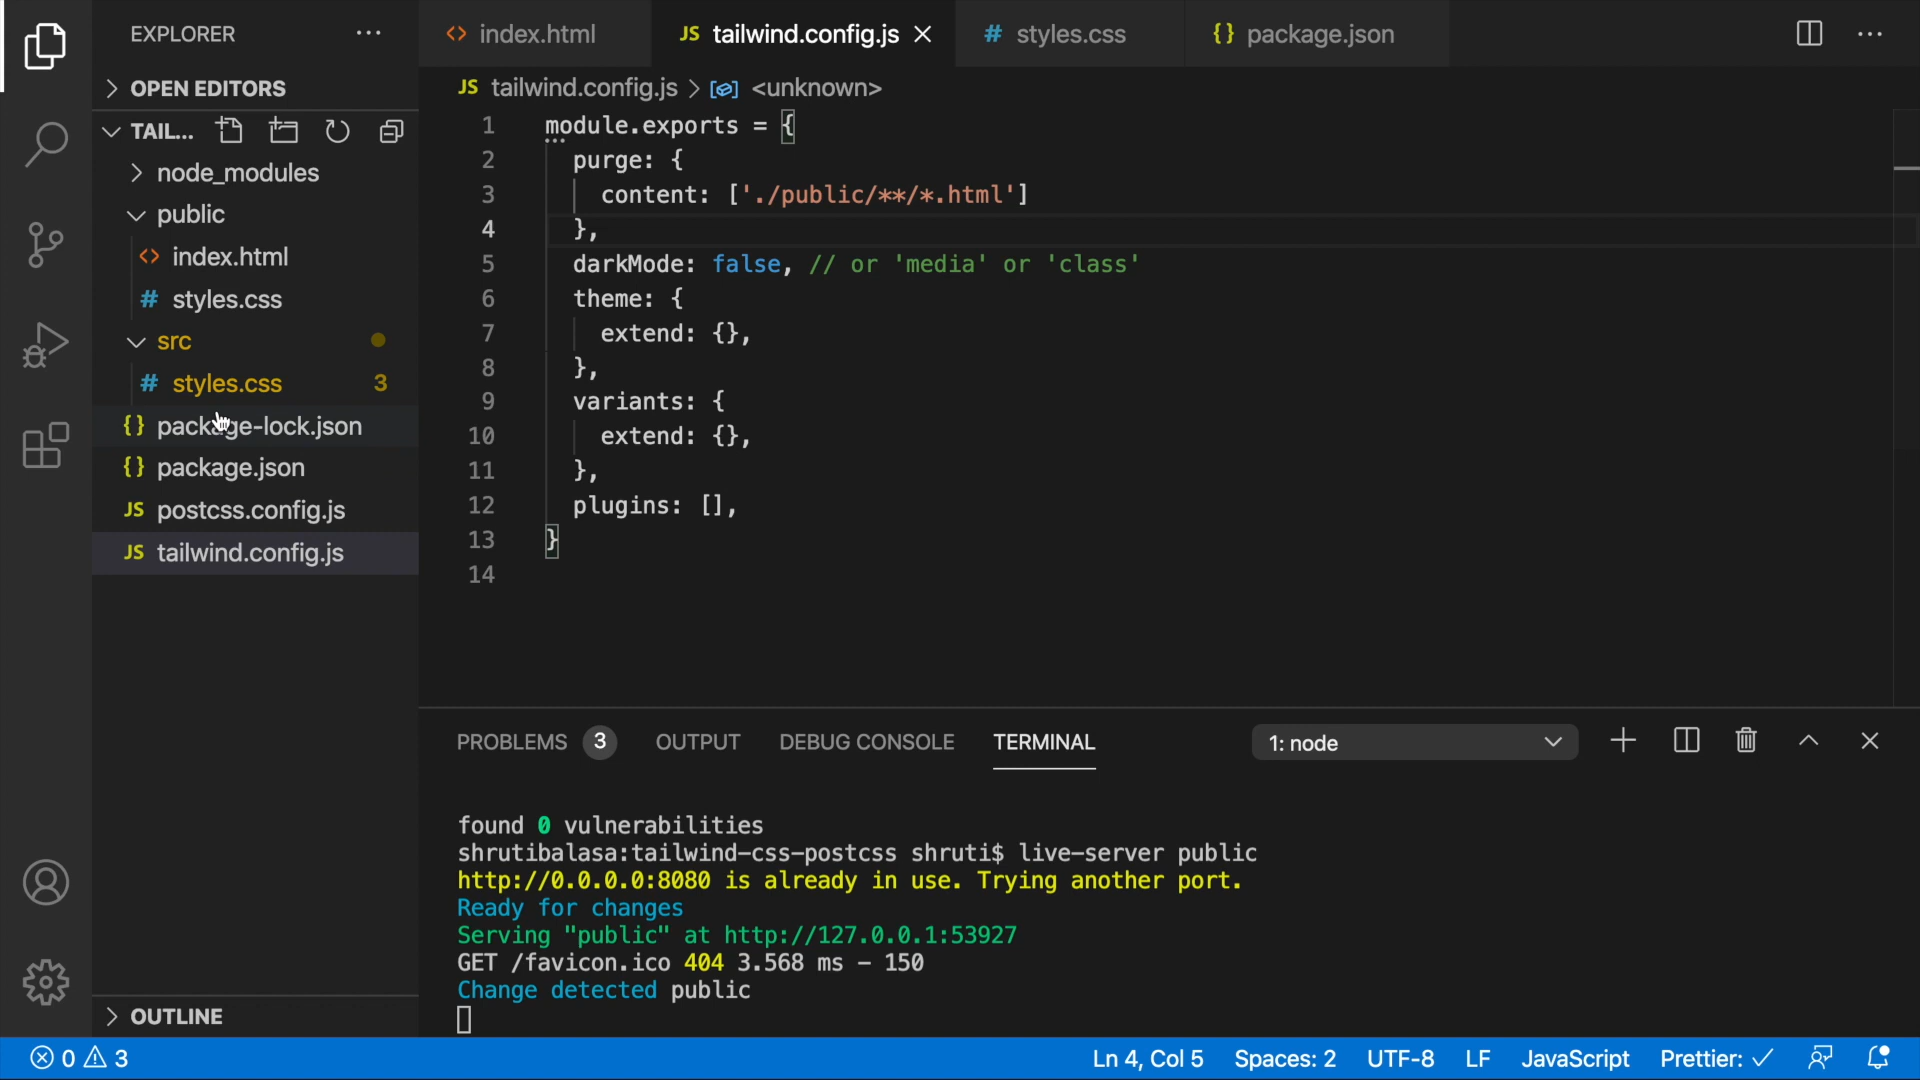 EXPLORER
OPEN EDITORS
TAIL...
node_modules
public
<> index.html
# styles.css
src
# styles.css 3
{} package-lock.json
{} package.json
JS postcss.config.js
JS tailwind.config.js
OUTLINE
<> index.html
JS tailwind.config.js
# styles.css
{} package.json
JS tailwind.config.js > <unknown>
1 module.exports = {
2 purge: {
3 content: ['./public/**/*.html']
4 },
5 darkMode: false, // or 'media' or 'class'
6 theme: {
7 extend: {},
8 },
9 variants: {
10 extend: {},
11 },
12 plugins: [],
13 }
14
PROBLEMS 3 OUTPUT DEBUG CONSOLE TERMINAL 1: node
found 0 vulnerabilities
shrutibalasa:tailwind-css-postcss shruti$ live-server public
http://0.0.0.0:8080 is already in use. Trying another port.
Ready for changes
Serving "public" at http://127.0.0.1:53927
GET /favicon.ico 404 3.568 ms - 150
Change detected public
0 3 Ln 4, Col 5 Spaces: 2 UTF-8 LF JavaScript Prettier: ✓